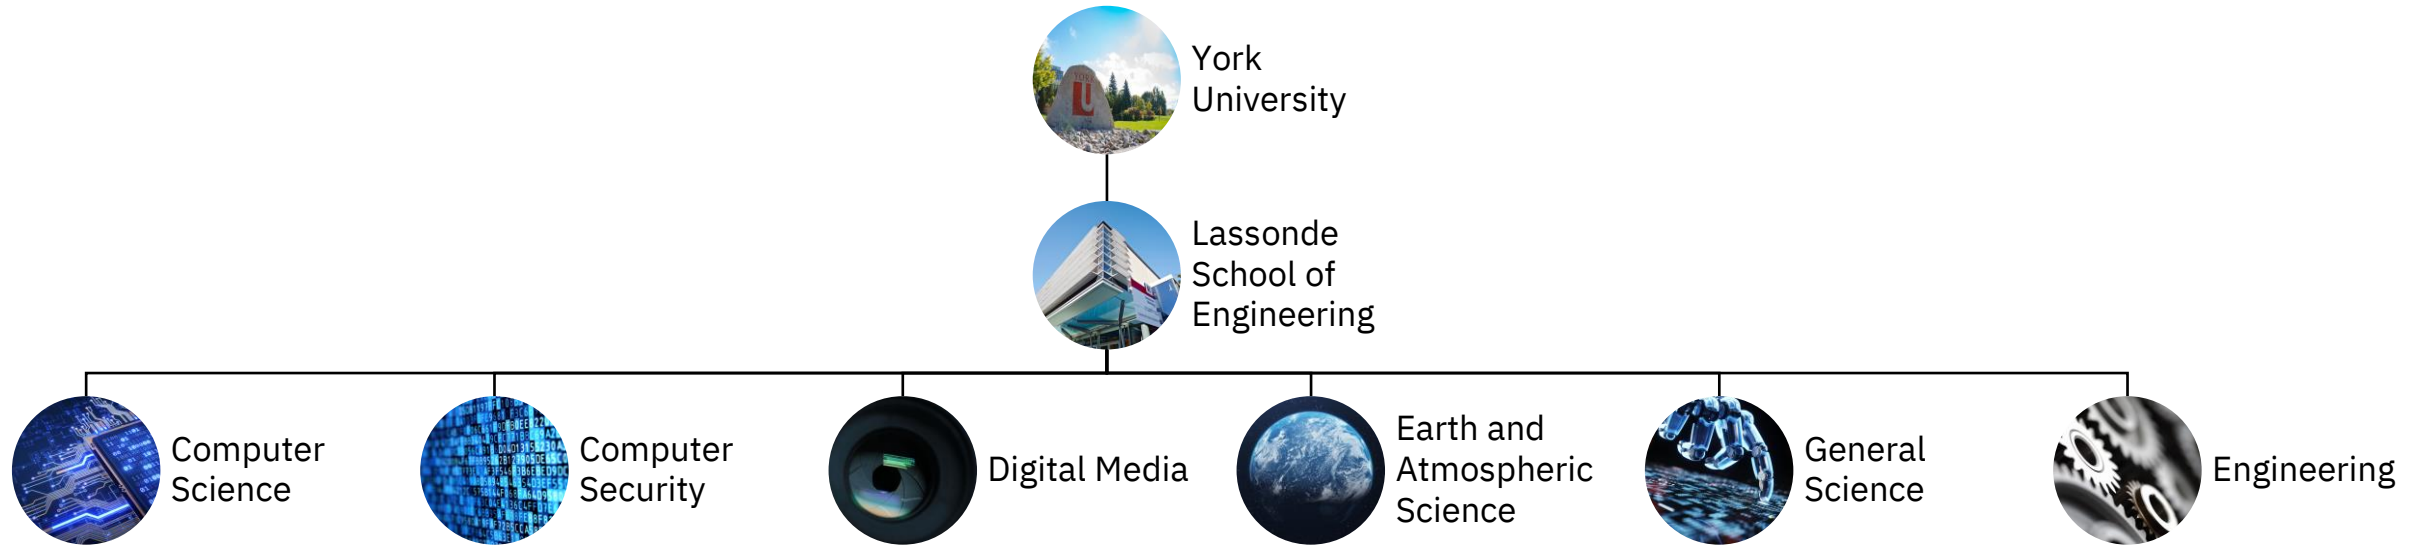 York
University
Lassonde
School of
Engineering
Computer
Science
Computer
Security
Digital Media
Earth and
Atmospheric
Science
General
Science
Engineering